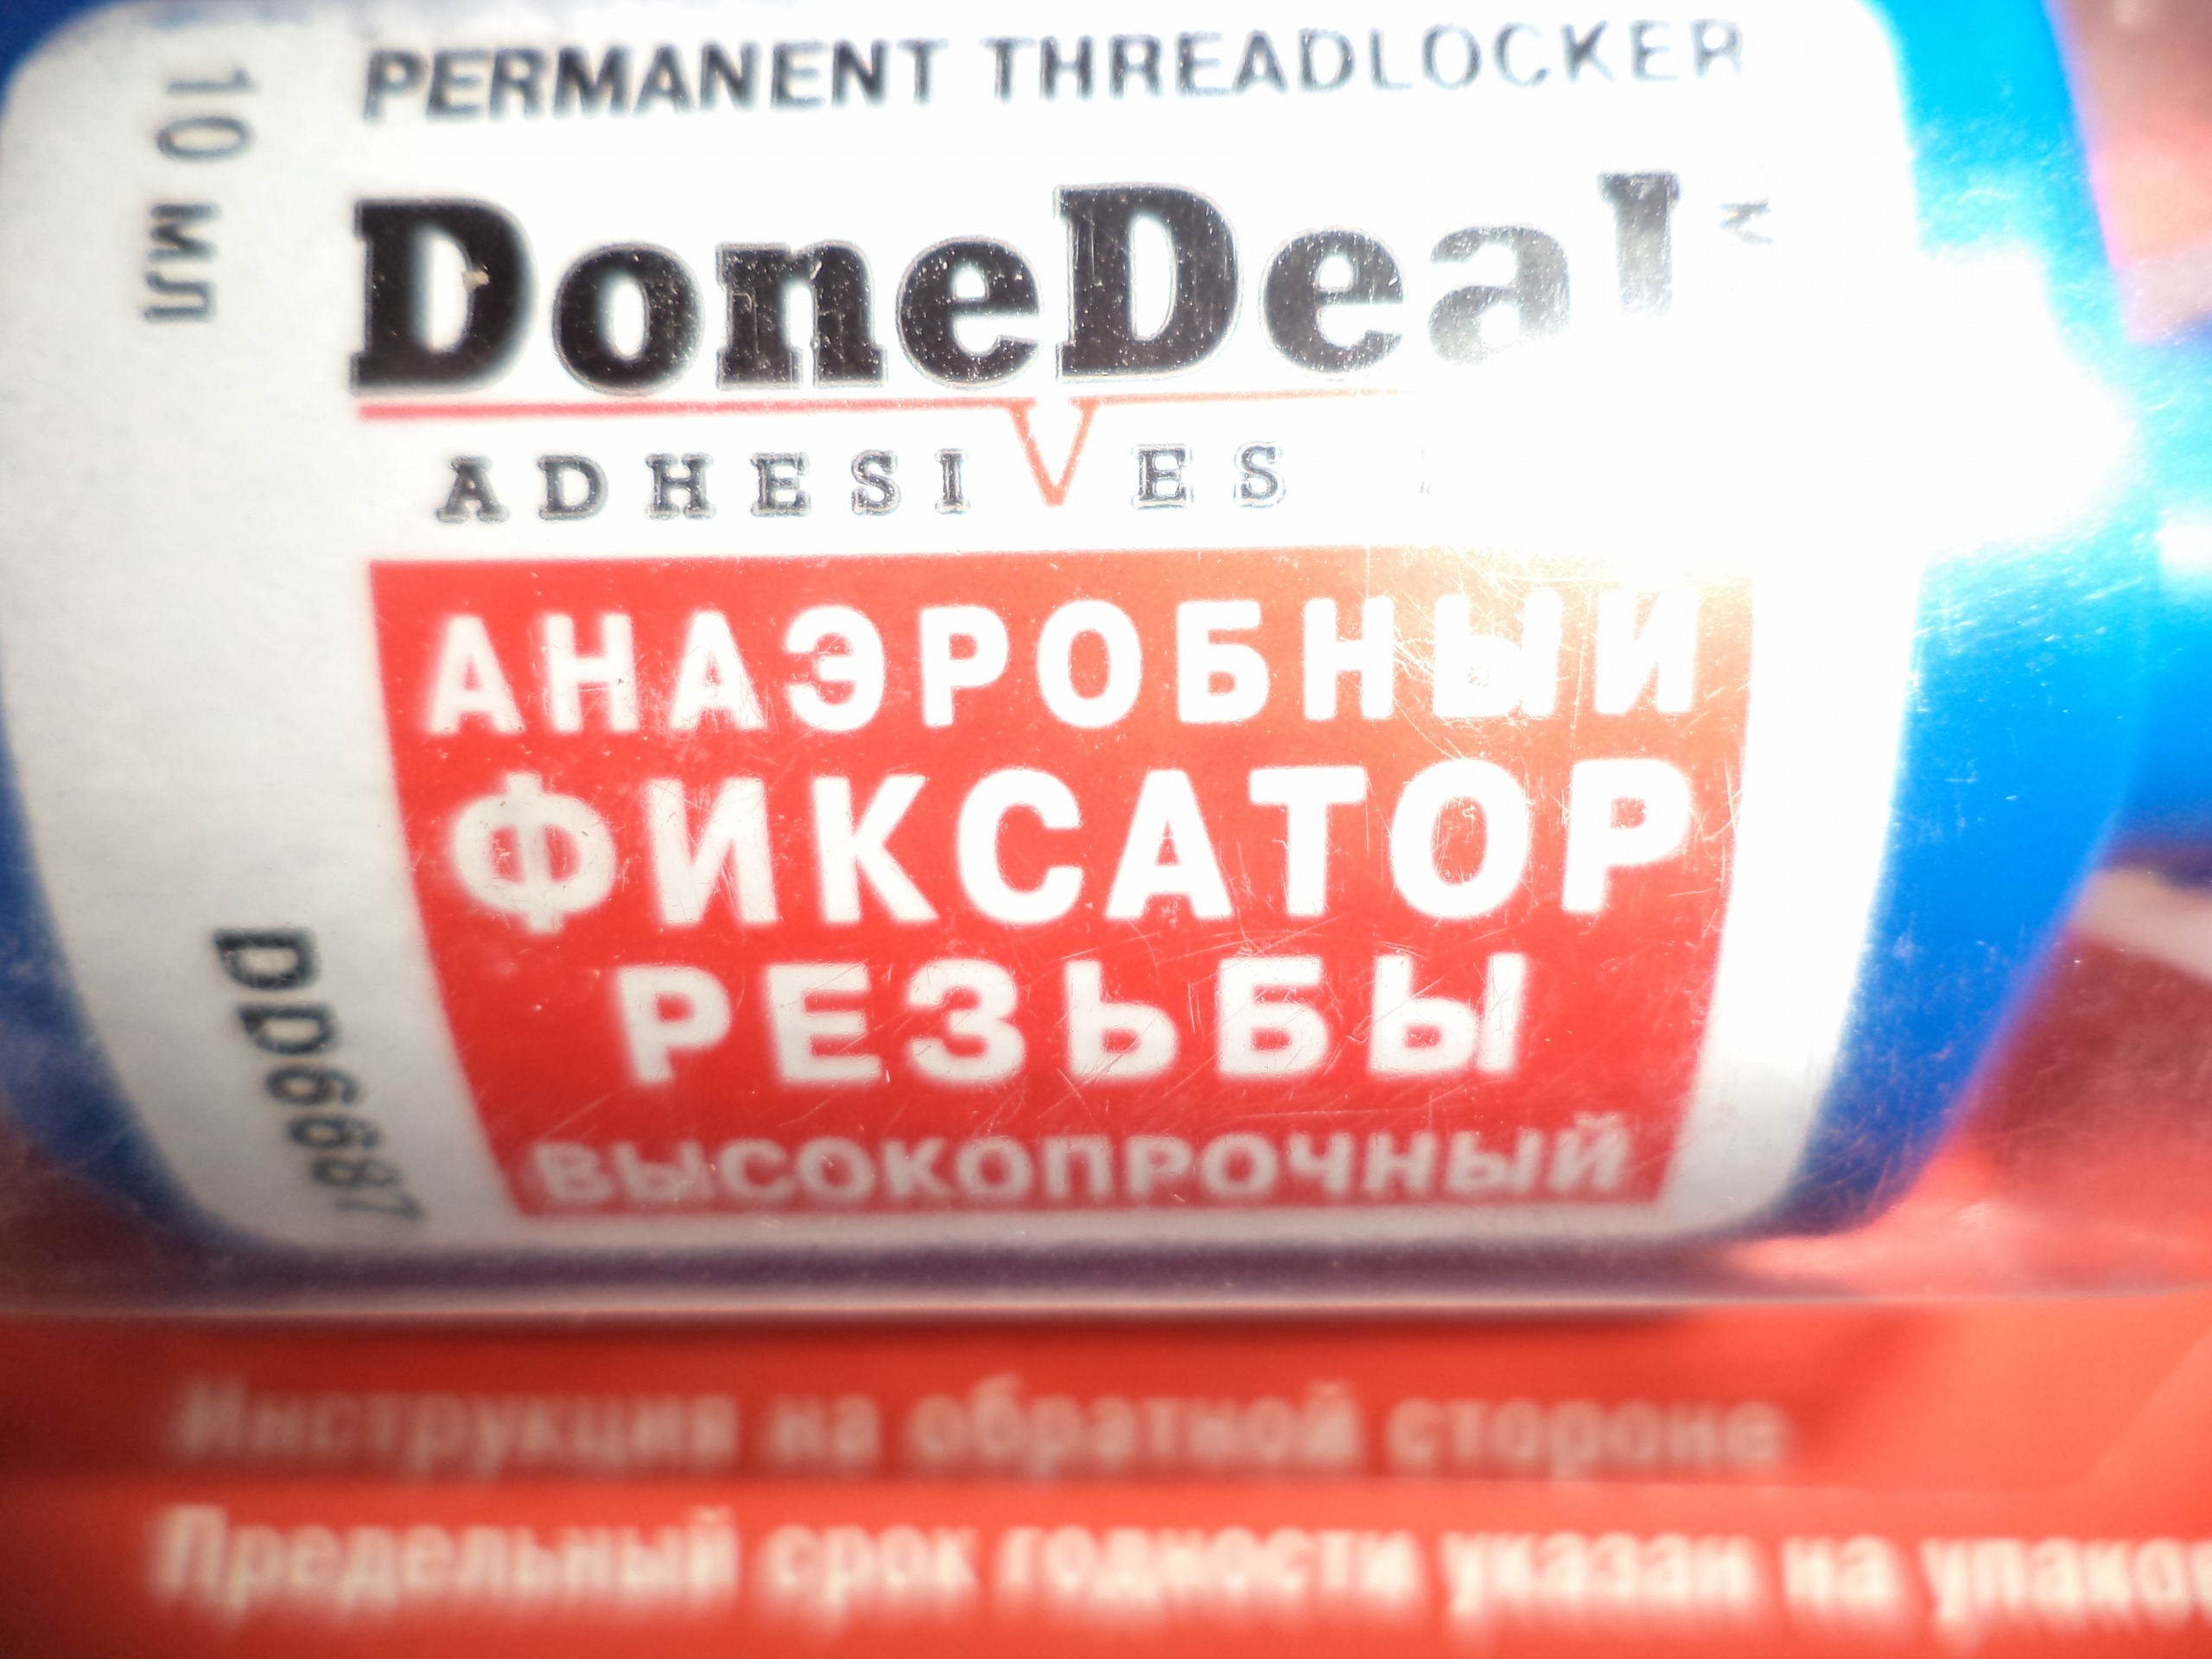 PERMANENT THREADLOCKER
10 мл
DoneDeal
ADHESIVES
АНАЭРОБНЫЙ
ФИКСАТОР
РЕЗЬБЫ
ВЫСОКОПРОЧНЫЙ
DD6687
Инструкция на обратной стороне
Предельный срок годности указан на